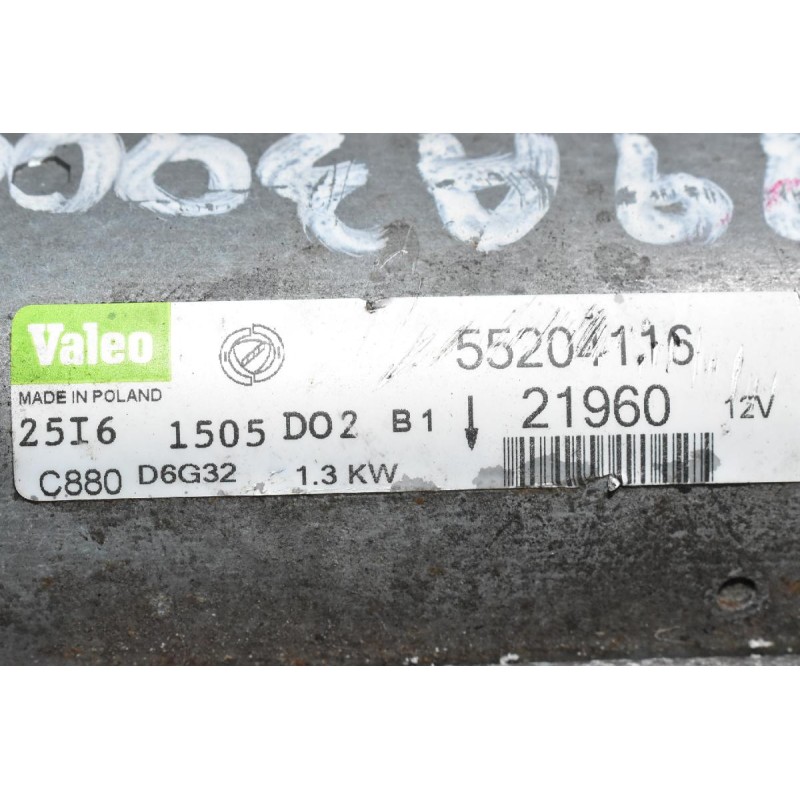 Valeo
55204116
MADE IN POLAND
21960 12V
25I6 1505 DO2 B1
C880 D6G32 1.3 KW